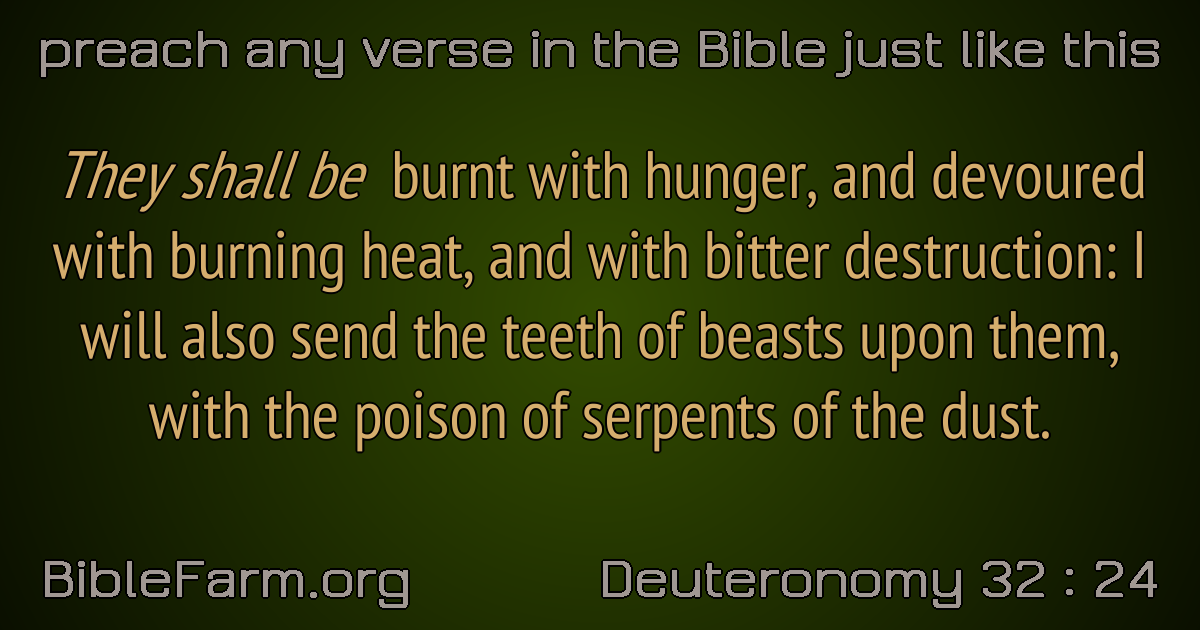 preach any verse in the Bible just like this
They shall be burnt with hunger, and devoured
with burning heat, and with bitter destruction: I
will also send the teeth of beasts upon them,
with the poison of serpents of the dust.
BibleFarm.org
Deuteronomy 32 : 24